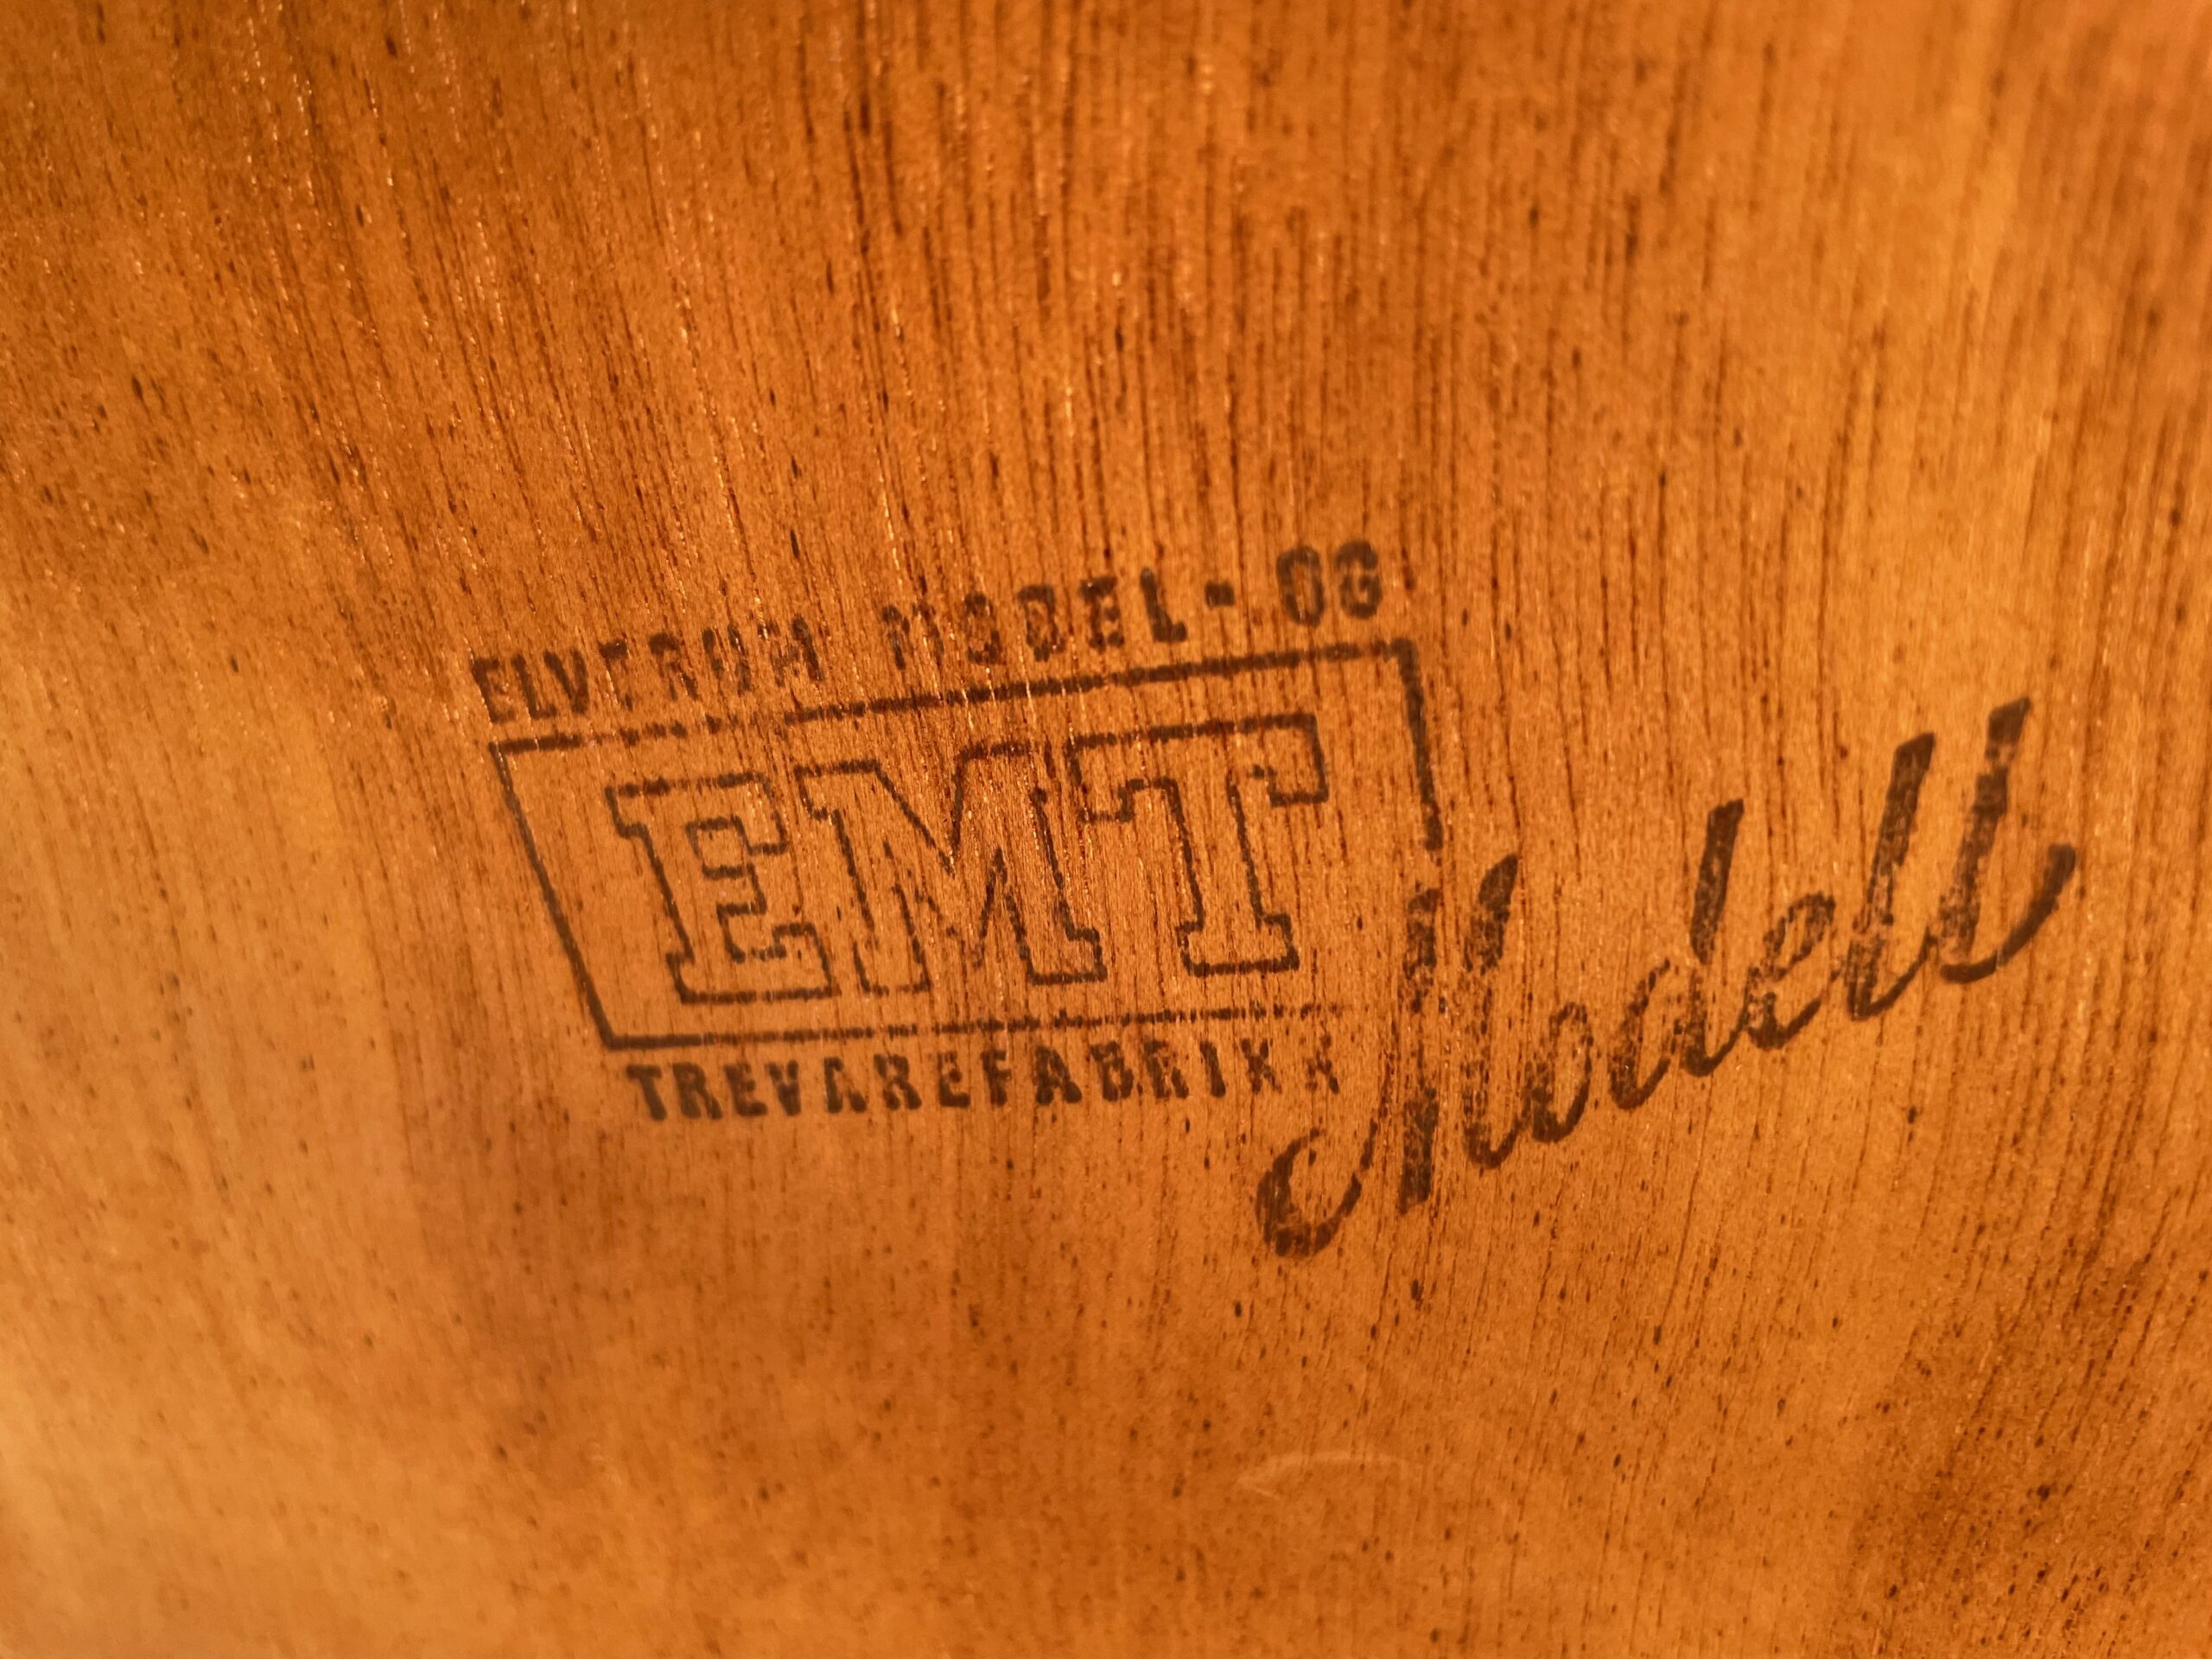 ELVERUM MØBEL- OG
EMT
TREVAREFABRIKK
Modell